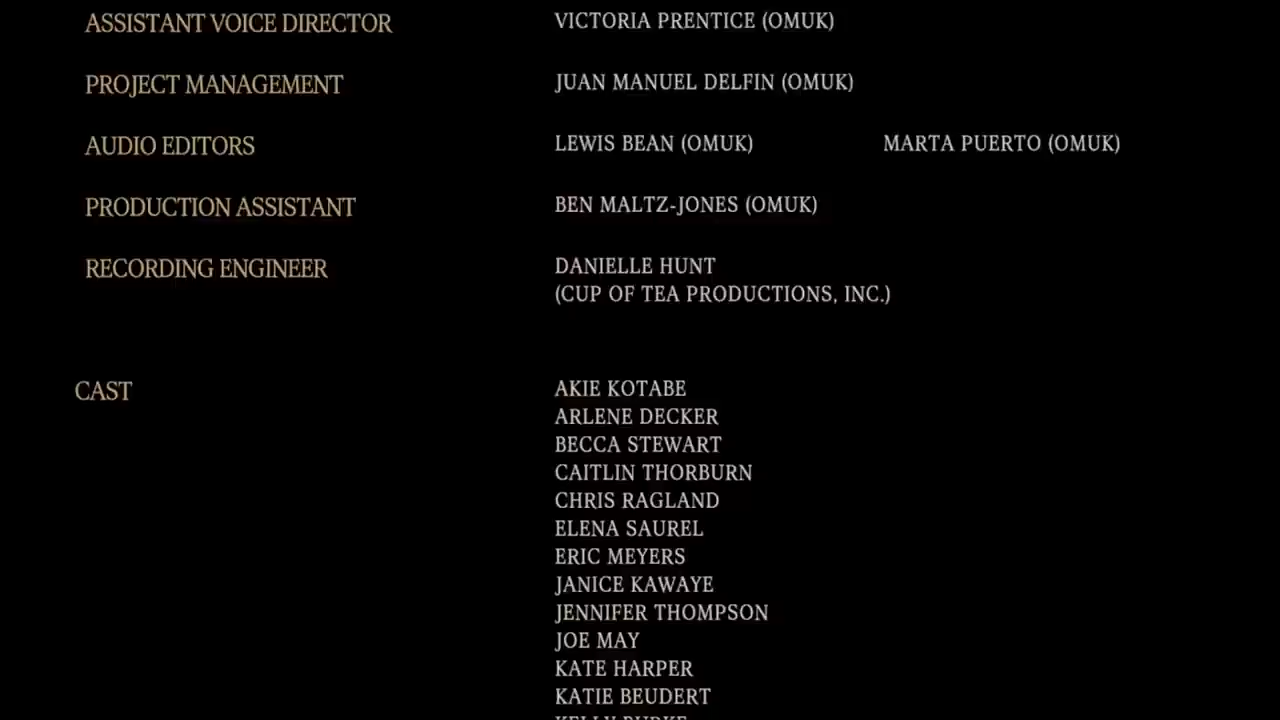 ASSISTANT VOICE DIRECTOR VICTORIA PRENTICE (OMUK)
PROJECT MANAGEMENT JUAN MANUEL DELFIN (OMUK)
AUDIO EDITORS LEWIS BEAN (OMUK) MARTA PUERTO (OMUK)
PRODUCTION ASSISTANT BEN MALTZ-JONES (OMUK)
RECORDING ENGINEER DANIELLE HUNT
(CUP OF TEA PRODUCTIONS, INC.)
CAST AKIE KOTABE
ARLENE DECKER
BECCA STEWART
CAITLIN THORBURN
CHRIS RAGLAND
ELENA SAUREL
ERIC MEYERS
JANICE KAWAYE
JENNIFER THOMPSON
JOE MAY
KATE HARPER
KATIE BEUDERT